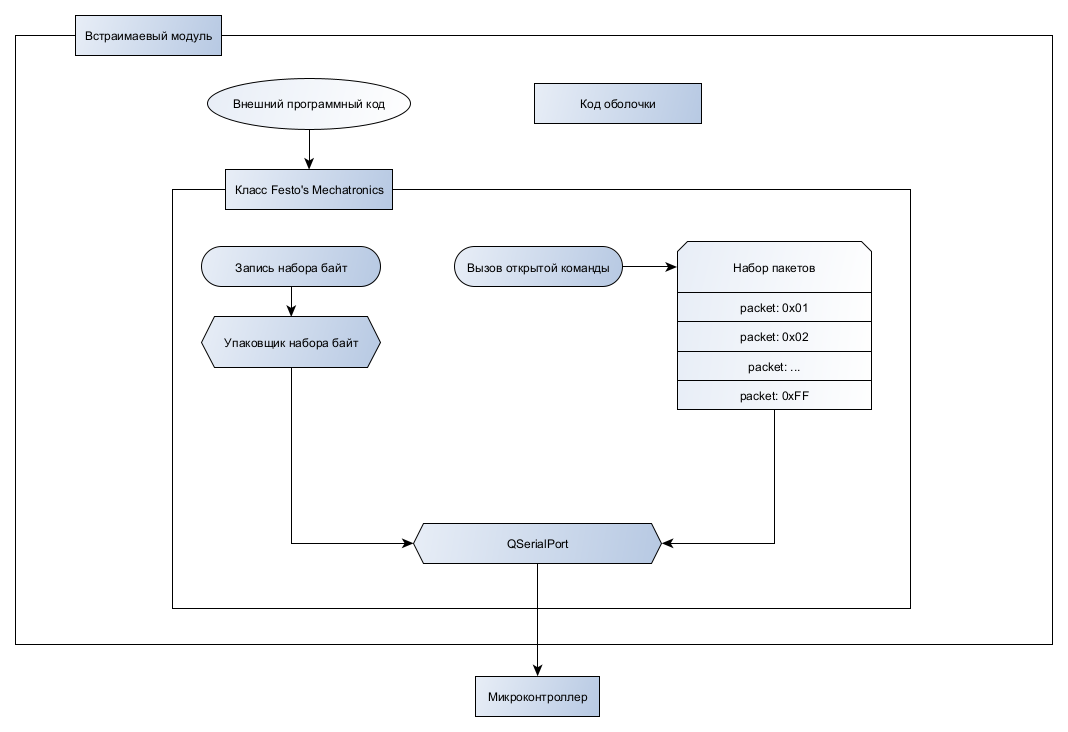 Встраимаевый модуль
Внешний программный код
Код оболочки
Класс Festo's Mechatronics
Запись набора байт
Вызов открытой команды
Набор пакетов
packet: 0x01
packet: 0x02
packet: ...
packet: 0xFF
Упаковщик набора байт
QSerialPort
Микроконтроллер